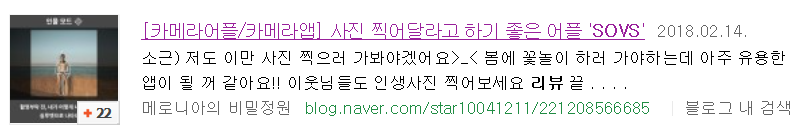 인물 모드
+ 22
[카메라어플/카메라앱] 사진 찍어달라고 하기 좋은 어플 'SOVS' 2018.02.14.
소근) 저도 이만 사진 찍으러 가봐야겠어요>_< 봄에 꽃놀이 하러 가야하는데 아주 유용한
앱이 될 꺼 같아요!! 이웃님들도 인생사진 찍어보세요 리뷰 끝 . . . .
메로니아의 비밀정원 blog.naver.com/star10041211/221208566685 | 블로그 내 검색